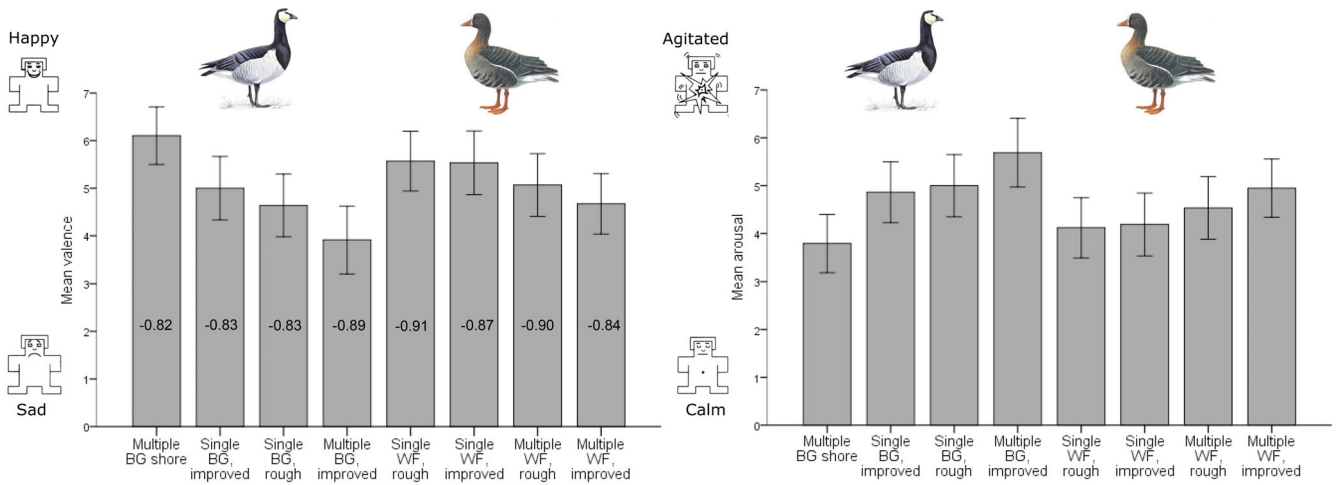 Happy
Sad
Mean valence
7
6
5
4
3
2
1
0
-0.82
-0.83
-0.83
-0.89
-0.91
-0.87
-0.90
-0.84
Multiple
BG shore
Single
BG,
improved
Single
BG,
rough
Multiple
BG,
improved
Single
WF,
rough
Single
WF,
improved
Multiple
WF,
rough
Multiple
WF,
improved
Agitated
Calm
Mean arousal
7
6
5
4
3
2
1
0
Multiple
BG shore
Single
BG,
improved
Single
BG,
rough
Multiple
BG,
improved
Single
WF,
rough
Single
WF,
improved
Multiple
WF,
rough
Multiple
WF,
improved